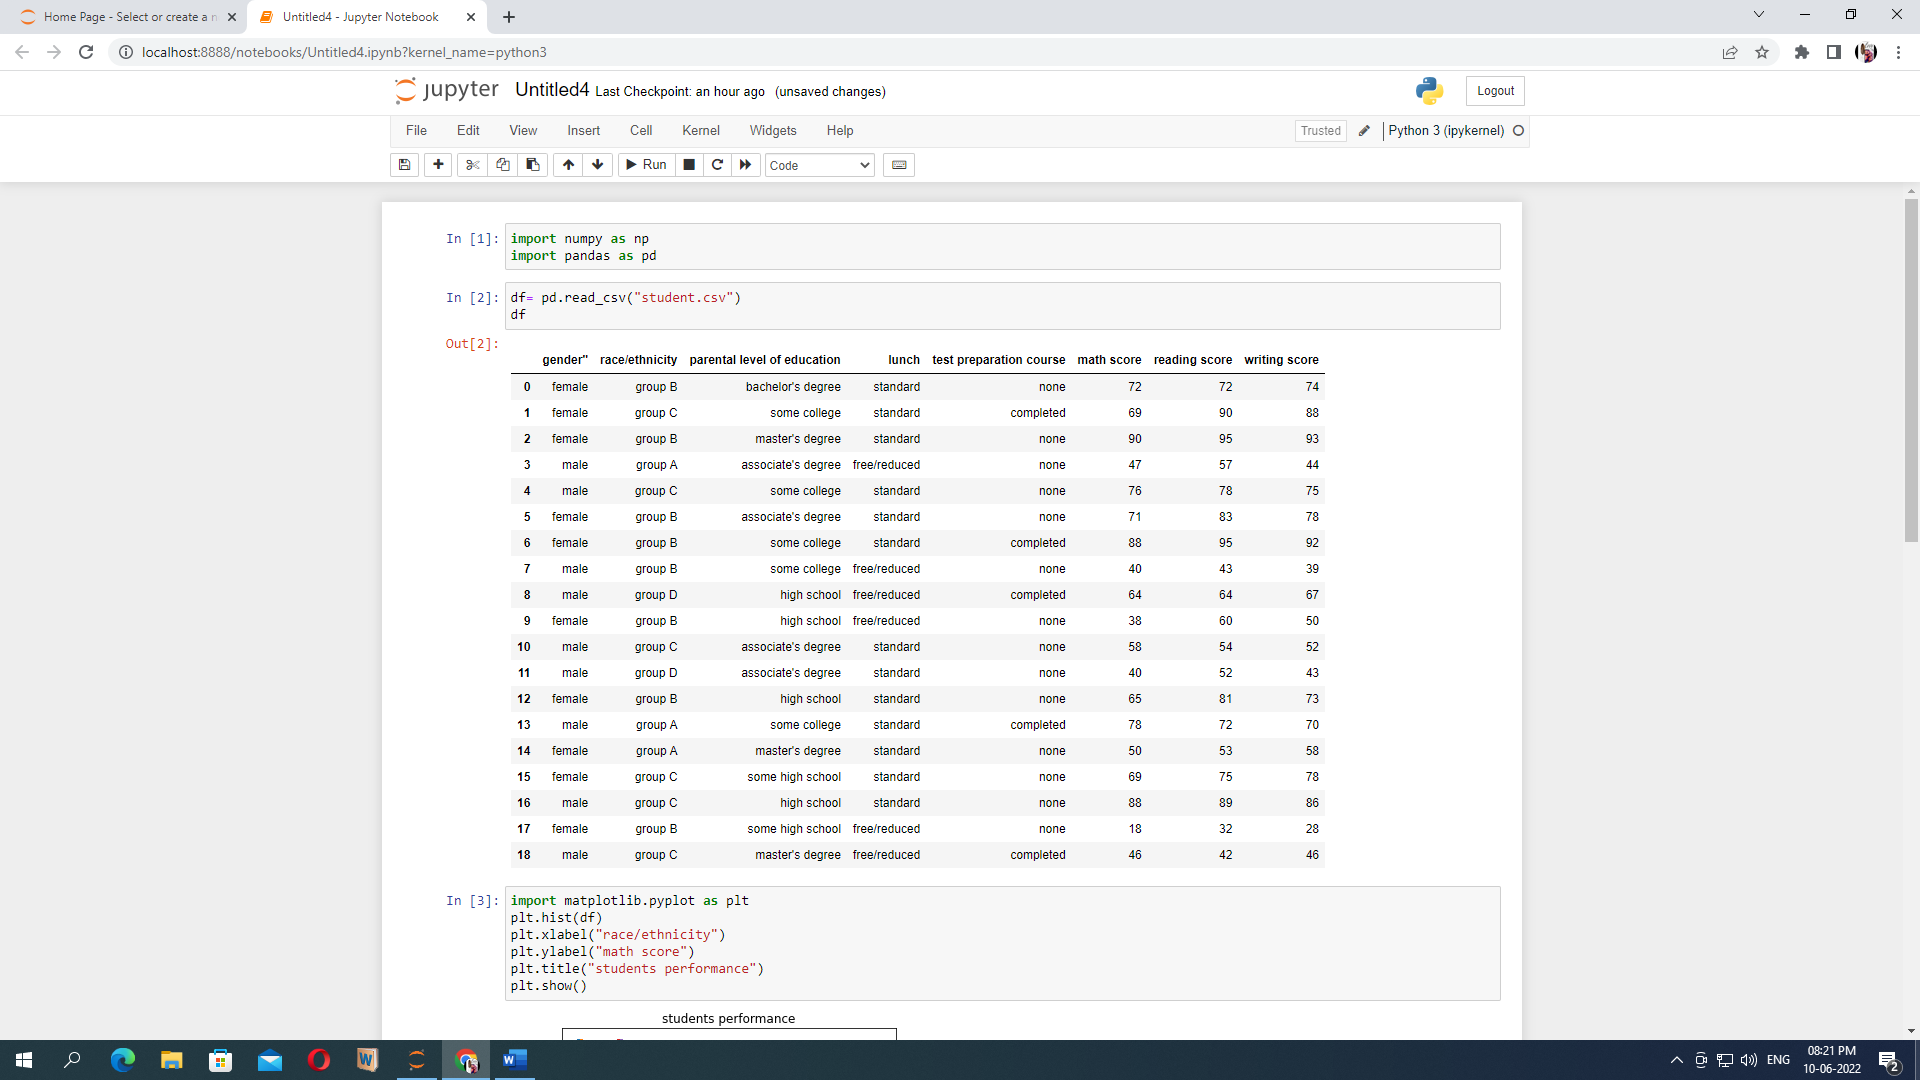 Home Page - Select or create a n
Untitled4 - Jupyter Notebook
localhost:8888/notebooks/Untitled4.ipynb?kernel_name=python3
jupyter Untitled4 Last Checkpoint: an hour ago (unsaved changes)
Logout
File Edit View Insert Cell Kernel Widgets Help
Trusted Python 3 (ipykernel)
Run Code
In [1]: import numpy as np
import pandas as pd
In [2]: df= pd.read_csv("student.csv")
df
Out[2]:
gender" race/ethnicity parental level of education lunch test preparation course math score reading score writing score
0 female group B bachelor's degree standard none 72 72 74
1 female group C some college standard completed 69 90 88
2 female group B master's degree standard none 90 95 93
3 male group A associate's degree free/reduced none 47 57 44
4 male group C some college standard none 76 78 75
5 female group B associate's degree standard none 71 83 78
6 female group B some college standard completed 88 95 92
7 male group B some college free/reduced none 40 43 39
8 male group D high school free/reduced completed 64 64 67
9 female group B high school free/reduced none 38 60 50
10 male group C associate's degree standard none 58 54 52
11 male group D associate's degree standard none 40 52 43
12 female group B high school standard none 65 81 73
13 male group A some college standard completed 78 72 70
14 female group A master's degree standard none 50 53 58
15 female group C some high school standard none 69 75 78
16 male group C high school standard none 88 89 86
17 female group B some high school free/reduced none 18 32 28
18 male group C master's degree free/reduced completed 46 42 46
In [3]: import matplotlib.pyplot as plt
plt.hist(df)
plt.xlabel("race/ethnicity")
plt.ylabel("math score")
plt.title("students performance")
plt.show()
students performance
W
W
ENG
08:21 PM
10-06-2022
2